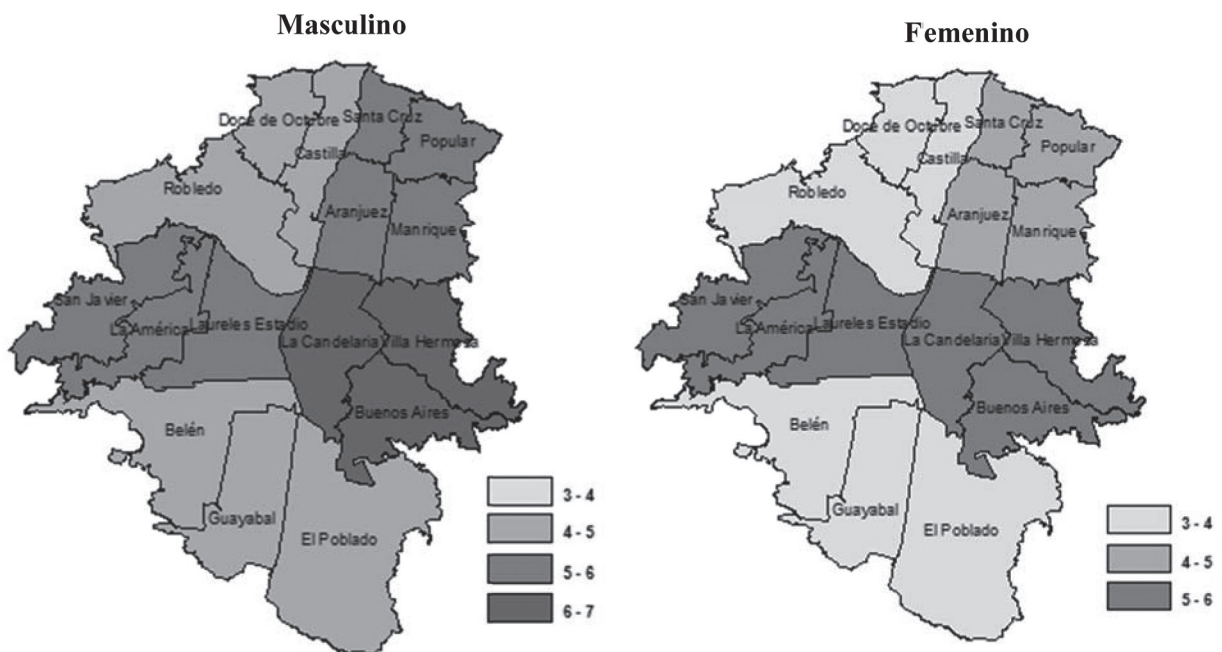 Masculino
Doce de Octubre
Santa Cruz
Popular
Castilla
Robledo
Aranjuez
Manrique
San Javier
La América
Laureles Estadio
La Candelaria
Villa Hermosa
Buenos Aires
Belén
Guayabal
El Poblado
3 - 4
4 - 5
5 - 6
6 - 7
Femenino
Doce de Octubre
Santa Cruz
Popular
Castilla
Robledo
Aranjuez
Manrique
San Javier
La América
Laureles Estadio
La Candelaria
Villa Hermosa
Buenos Aires
Belén
Guayabal
El Poblado
3 - 4
4 - 5
5 - 6